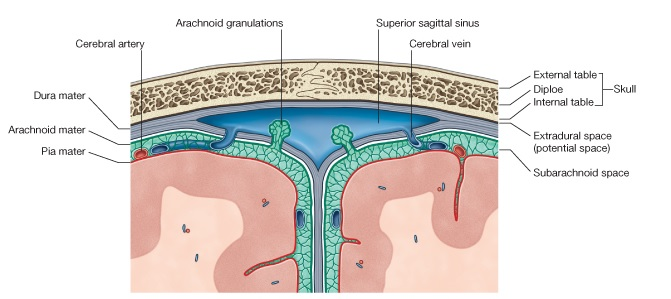 Arachnoid granulations
Superior sagittal sinus
Cerebral artery
Cerebral vein
External table
Diploe
Skull
Internal table
Dura mater
Arachnoid mater
Pia mater
Extradural space
(potential space)
Subarachnoid space